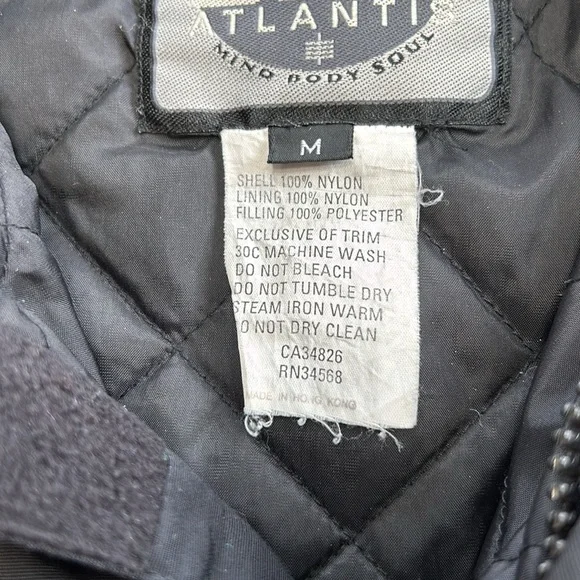 ATLANTIS
MIND BODY SOUL
M
SHELL 100% NYLON
LINING 100% NYLON
FILLING 100% POLYESTER
EXCLUSIVE OF TRIM
30C MACHINE WASH
DO NOT BLEACH
DO NOT TUMBLE DRY
STEAM IRON WARM
DO NOT DRY CLEAN
CA34826
RN34568
MADE IN HONG KONG